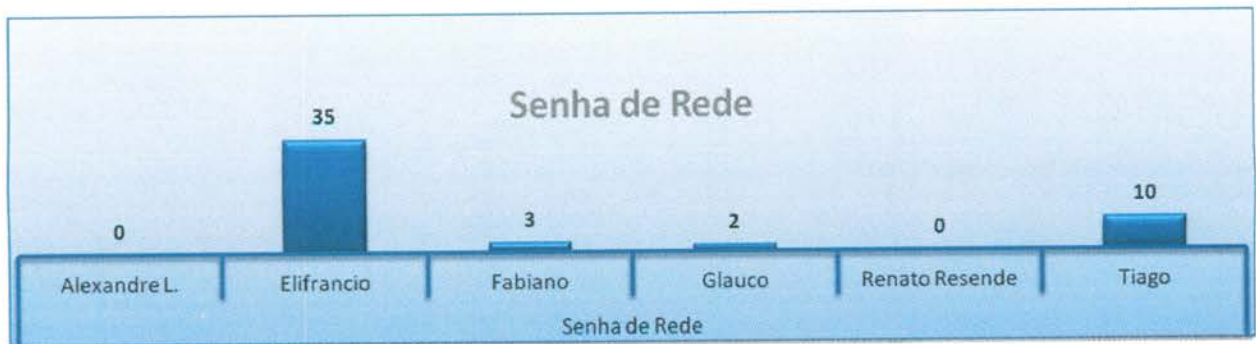 Senha de Rede
35
10
3
2
0
0
Alexandre L.
Elifrancio
Fabiano
Glauco
Renato Resende
Tiago
Senha de Rede